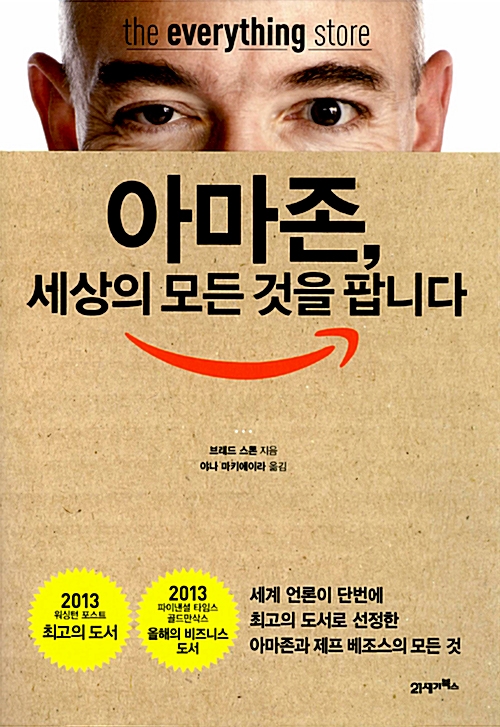 the everything store
아마존,
세상의 모든 것을 팝니다
브래드 스톤 지음
야나 마키에이라 옮김
2013
워싱턴 포스트
최고의 도서
2013
파이낸셜 타임스
골드만삭스
올해의 비즈니스
도서
세계 언론이 단번에
최고의 도서로 선정한
아마존과 제프 베조스의 모든 것
21세기북스